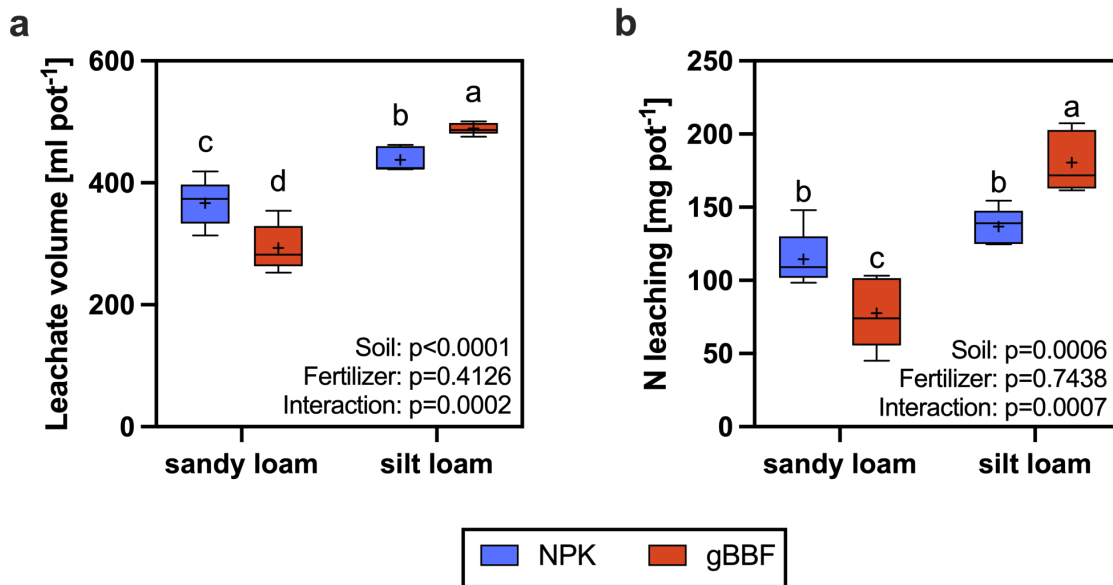 a
Leachate volume [ml pot⁻¹]
600
400
200
0
c
d
b
a
Soil: p<0.0001
Fertilizer: p=0.4126
Interaction: p=0.0002
sandy loam
silt loam
b
N leaching [mg pot⁻¹]
250
200
150
100
50
0
b
c
b
a
Soil: p=0.0006
Fertilizer: p=0.7438
Interaction: p=0.0007
sandy loam
silt loam
NPK
gBBF